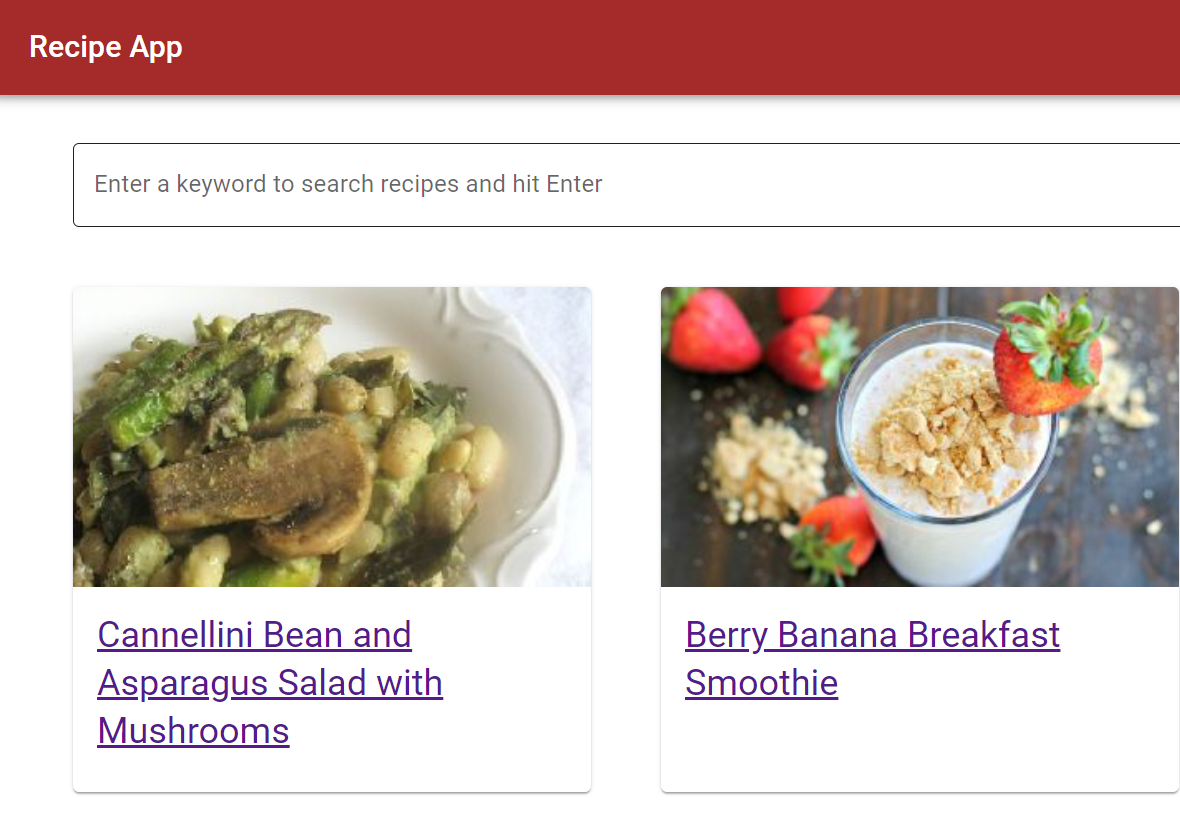 Recipe App
Enter a keyword to search recipes and hit Enter
Cannellini Bean and
Asparagus Salad with
Mushrooms
Berry Banana Breakfast
Smoothie